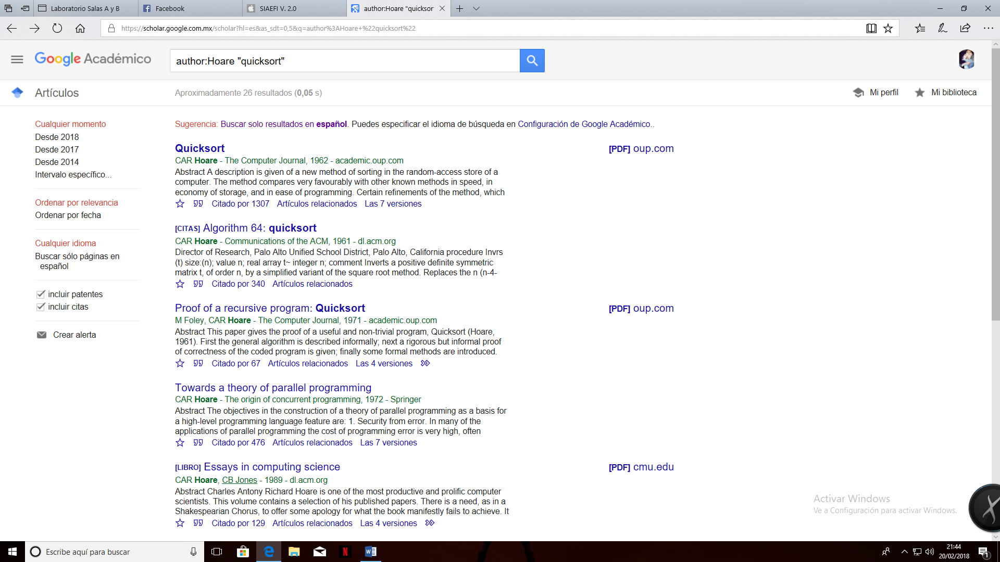 Laboratorio Salas A y B
Facebook
SIAEFI V. 2.0
author:Hoare "quicksor
https://scholar.google.com.mx/scholar?hl=es&as_sdt=0,5&q=author%3AHoare+%22quicksort%22
Google Académico
author:Hoare "quicksort"
Artículos
Aproximadamente 26 resultados (0,05 s)
Mi perfil
Mi biblioteca
Cualquier momento
Desde 2018
Desde 2017
Desde 2014
Intervalo específico...
Ordenar por relevancia
Ordenar por fecha
Cualquier idioma
Buscar sólo páginas en
español
incluir patentes
incluir citas
Crear alerta
Sugerencia: Buscar solo resultados en español. Puedes especificar el idioma de búsqueda en Configuración de Google Académico..
Quicksort
[PDF] oup.com
CAR Hoare - The Computer Journal, 1962 - academic.oup.com
Abstract A description is given of a new method of sorting in the random-access store of a
computer. The method compares very favourably with other known methods in speed, in
economy of storage, and in ease of programming. Certain refinements of the method, which
Citado por 1307 Artículos relacionados Las 7 versiones
[CITAS] Algorithm 64: quicksort
CAR Hoare - Communications of the ACM, 1961 - dl.acm.org
Director of Research, Palo Alto Unified School District, Palo Alto, California procedure Invrs
(t) size:(n); value n; real array t~ integer n; comment Inverts a positive definite symmetric
matrix t, of order n, by a simplified variant of the square root method. Replaces the n (n-4-
Citado por 340 Artículos relacionados
Proof of a recursive program: Quicksort
[PDF] oup.com
M Foley, CAR Hoare - The Computer Journal, 1971 - academic.oup.com
Abstract This paper gives the proof of a useful and non-trivial program, Quicksort (Hoare,
1961). First the general algorithm is described informally; next a rigorous but informal proof
of correctness of the coded program is given; finally some formal methods are introduced.
Citado por 67 Artículos relacionados Las 4 versiones
Towards a theory of parallel programming
CAR Hoare - The origin of concurrent programming, 1972 - Springer
Abstract The objectives in the construction of a theory of parallel programming as a basis for
a high-level programming language feature are: 1. Security from error. In many of the
applications of parallel programming the cost of programming error is very high, often
Citado por 476 Artículos relacionados Las 7 versiones
[LIBRO] Essays in computing science
[PDF] cmu.edu
CAR Hoare, CB Jones - 1989 - dl.acm.org
Abstract Charles Antony Richard Hoare is one of the most productive and prolific computer
scientists. This volume contains a selection of his published papers. There is a need, as in a
Shakespearian Chorus, to offer some apology for what the book manifestly fails to achieve. It
Citado por 129 Artículos relacionados Las 4 versiones
Activar Windows
Ve a Configuración para activar Windows.
Escribe aquí para buscar
21:44
20/02/2018
1